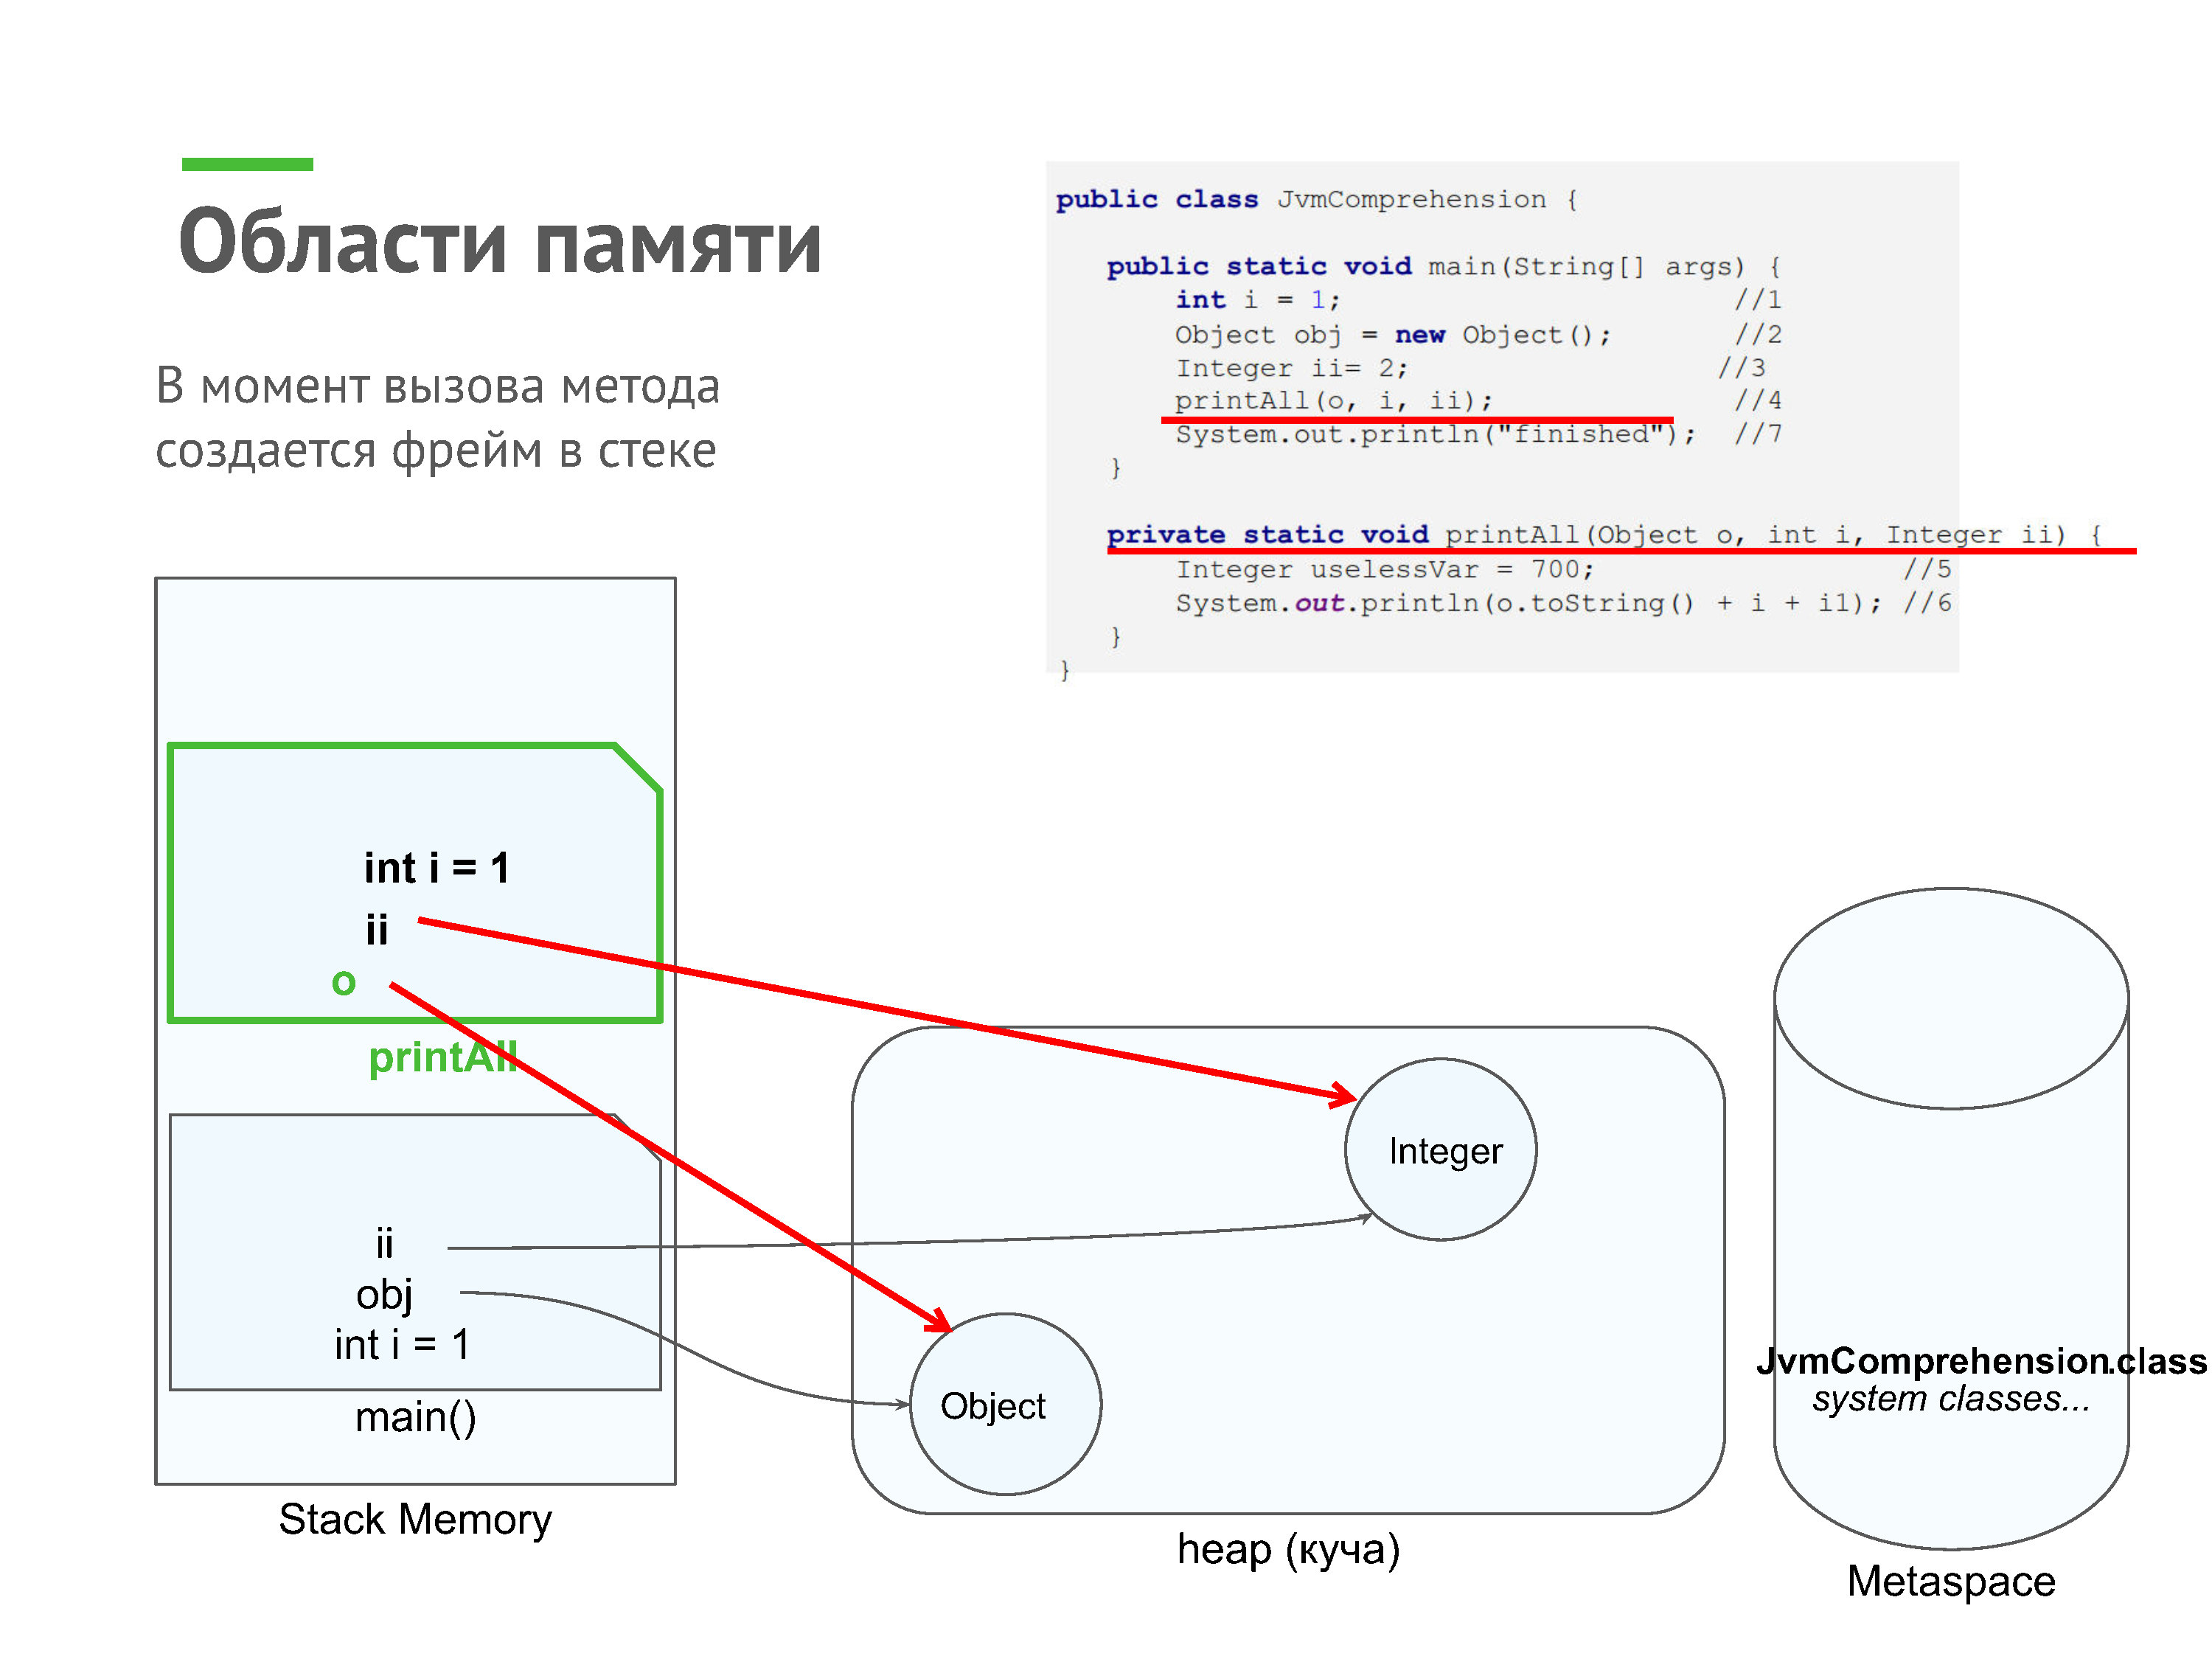 Области памяти
В момент вызова метода
создается фрейм в стеке
public class JvmComprehension {
public static void main(String[] args) {
int i = 1; //1
Object obj = new Object(); //2
Integer ii= 2; //3
printAll(o, i, ii); //4
System.out.println("finished"); //7
}
private static void printAll(Object o, int i, Integer ii) {
Integer uselessVar = 700; //5
System.out.println(o.toString() + i + i1); //6
}
}
int i = 1
ii
o
printAll
ii
obj
int i = 1
main()
Stack Memory
Integer
Object
heap (куча)
JvmComprehension.class
system classes...
Metaspace